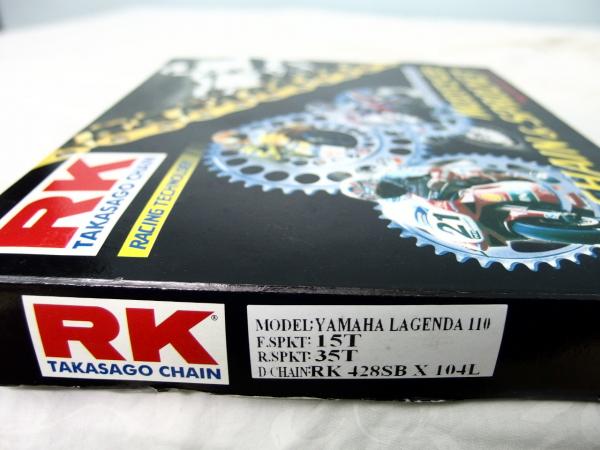 RK
TAKASAGO CHAIN
RACING TECHNOLOGY
21
RK®
TAKASAGO CHAIN
MODEL:YAMAHA LAGENDA 110
F.SPKT: 15T
R.SPKT: 35T
D.CHAIN:RK 428SB X 104L